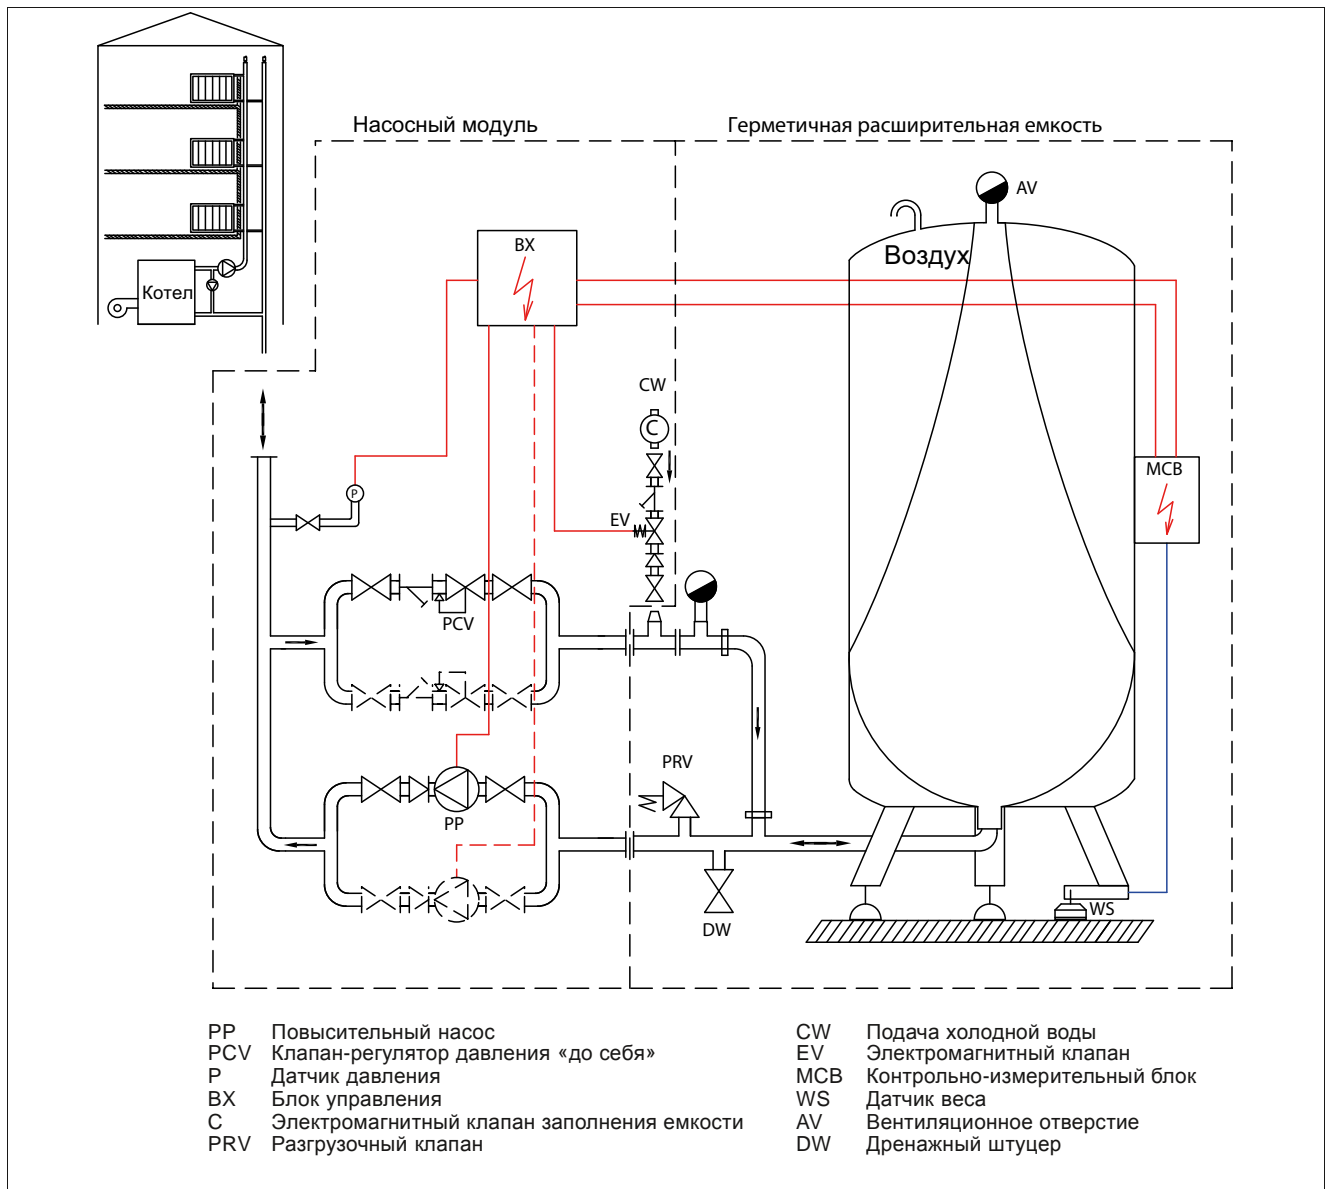 Насосный модуль
Герметичная расширительная емкость
AV
BX
Воздух
Котел
CW
C
MCB
P
EV
PCV
PRV
PP
WS
DW
PP Повысительный насос
PCV Клапан-регулятор давления «до себя»
P Датчик давления
BX Блок управления
C Электромагнитный клапан заполнения емкости
PRV Разгрузочный клапан
CW Подача холодной воды
EV Электромагнитный клапан
MCB Контрольно-измерительный блок
WS Датчик веса
AV Вентиляционное отверстие
DW Дренажный штуцер